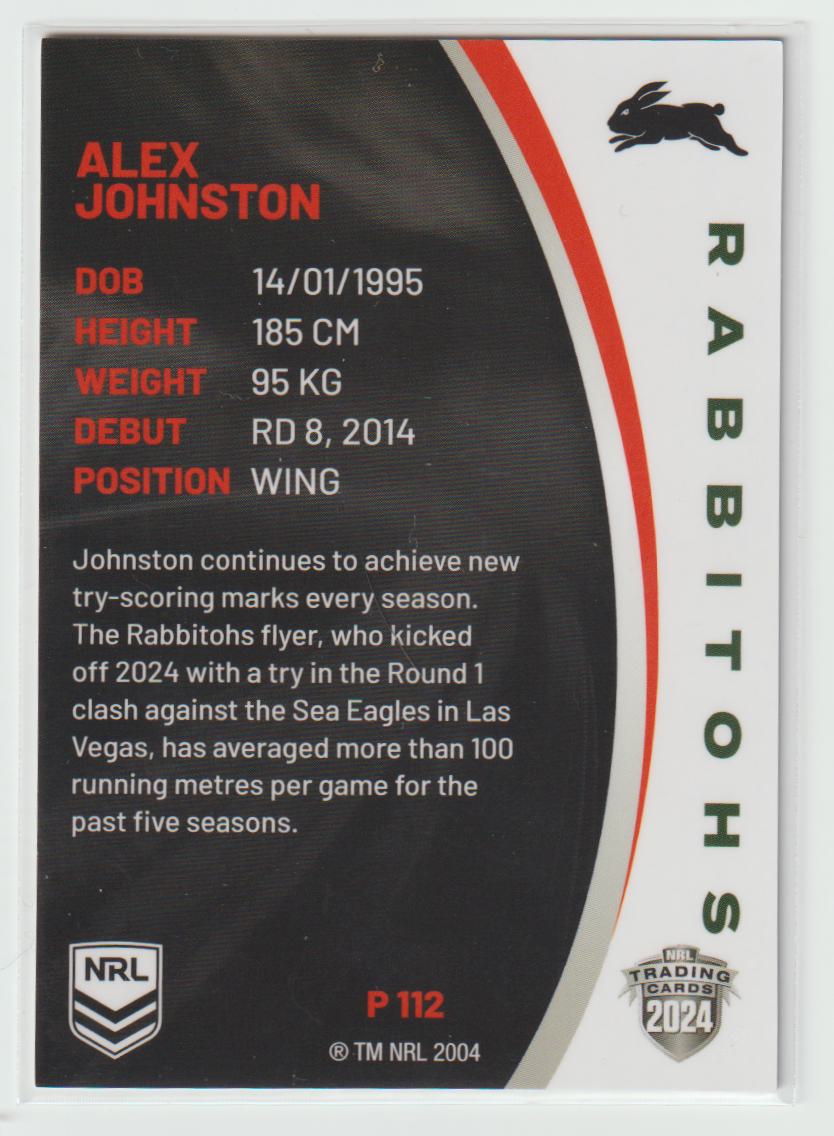 ALEX
JOHNSTON
DOB 14/01/1995
HEIGHT 185 CM
WEIGHT 95 KG
DEBUT RD 8, 2014
POSITION WING
Johnston continues to achieve new
try-scoring marks every season.
The Rabbitohs flyer, who kicked
off 2024 with a try in the Round 1
clash against the Sea Eagles in Las
Vegas, has averaged more than 100
running metres per game for the
past five seasons.
NRL
P 112
® TM NRL 2004
RABBITOHS
NRL
TRADING
CARDS
2024